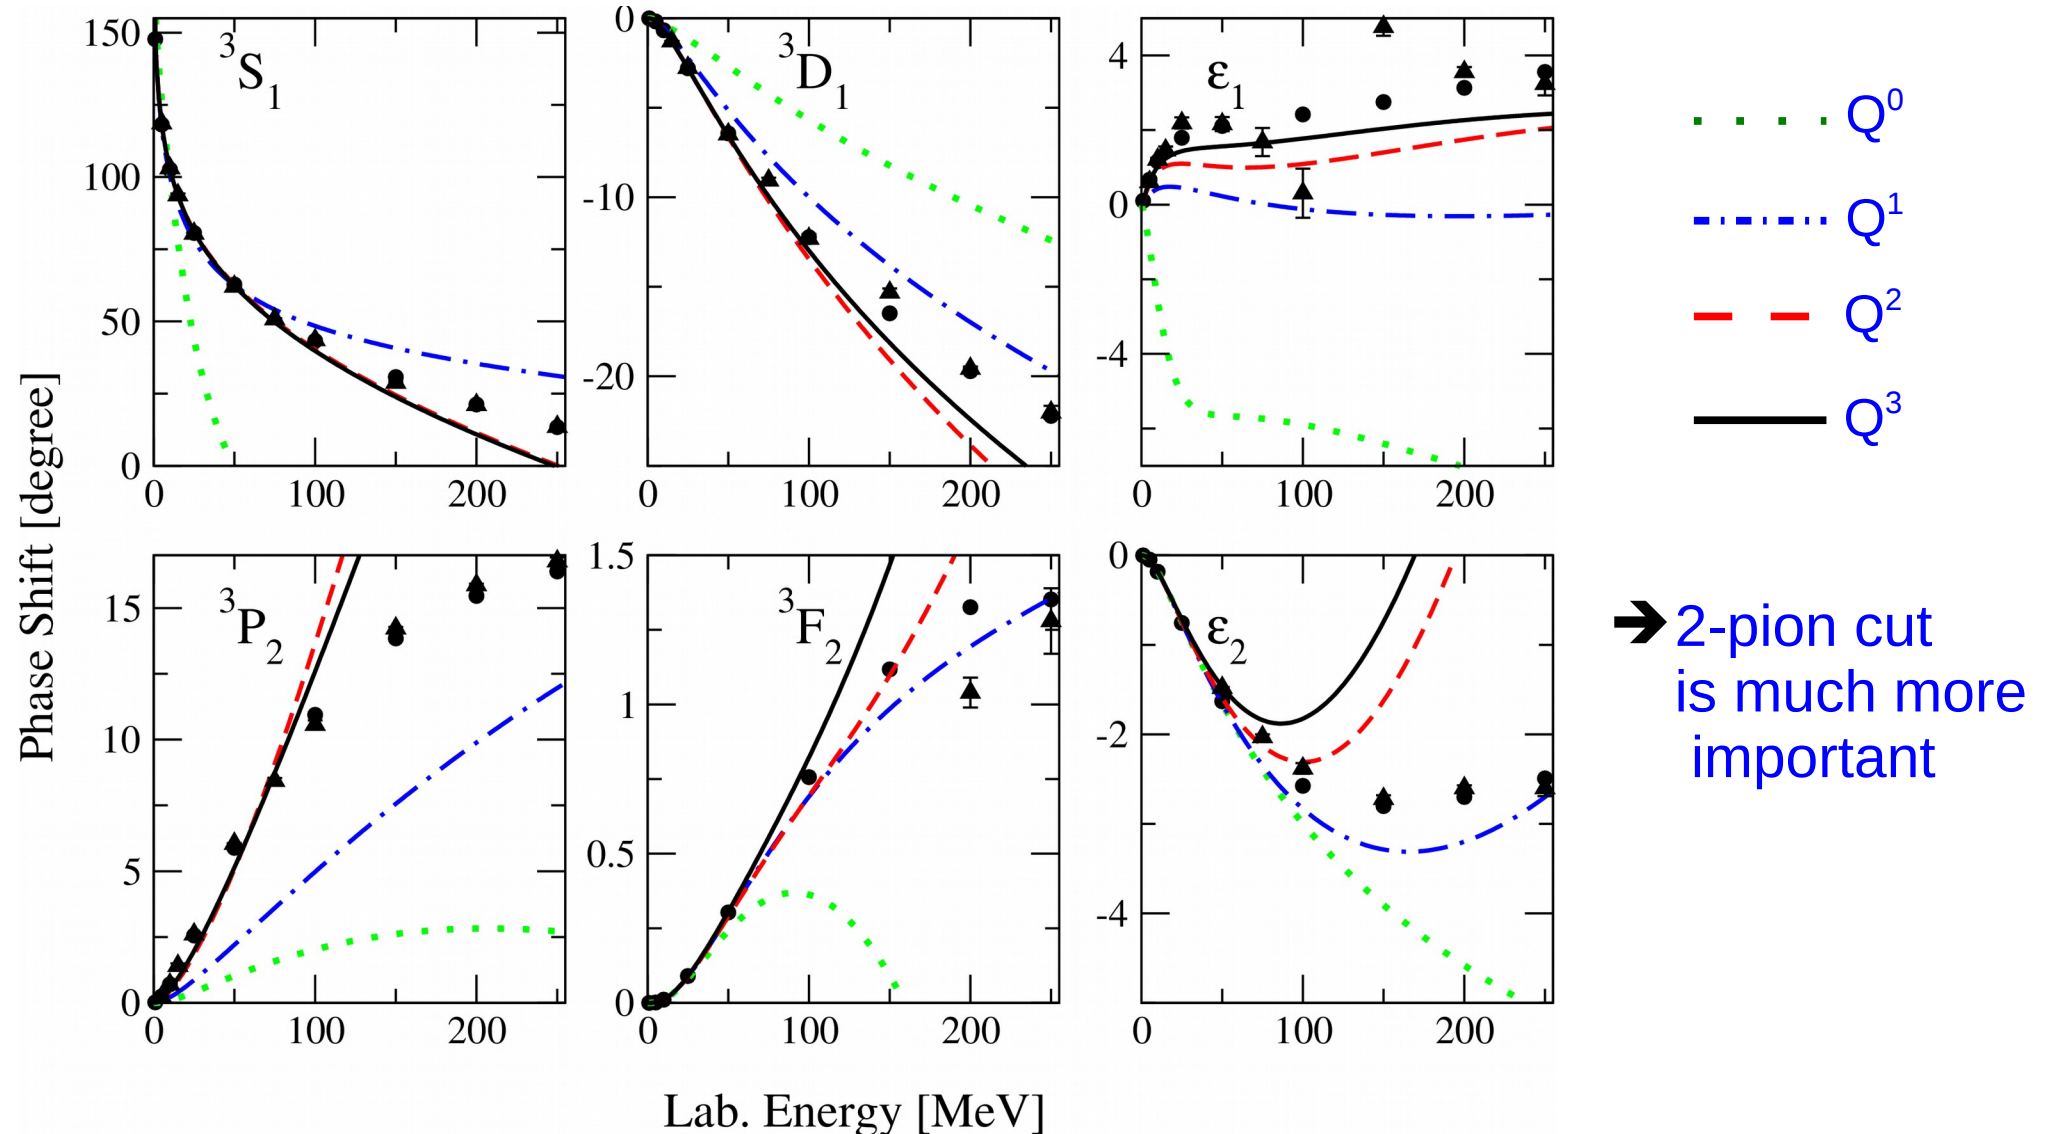 Phase Shift [degree]
150
100
50
0
0 100 200
³S₁
0
-10
-20
0 100 200
³D₁
4
0
-4
0 100 200
ε₁
15
10
5
0
0 100 200
³P₂
1.5
1
0.5
0
0 100 200
³F₂
0
-2
-4
0 100 200
ε₂
Lab. Energy [MeV]
Q⁰
Q¹
Q²
Q³
➔ 2-pion cut
is much more
important